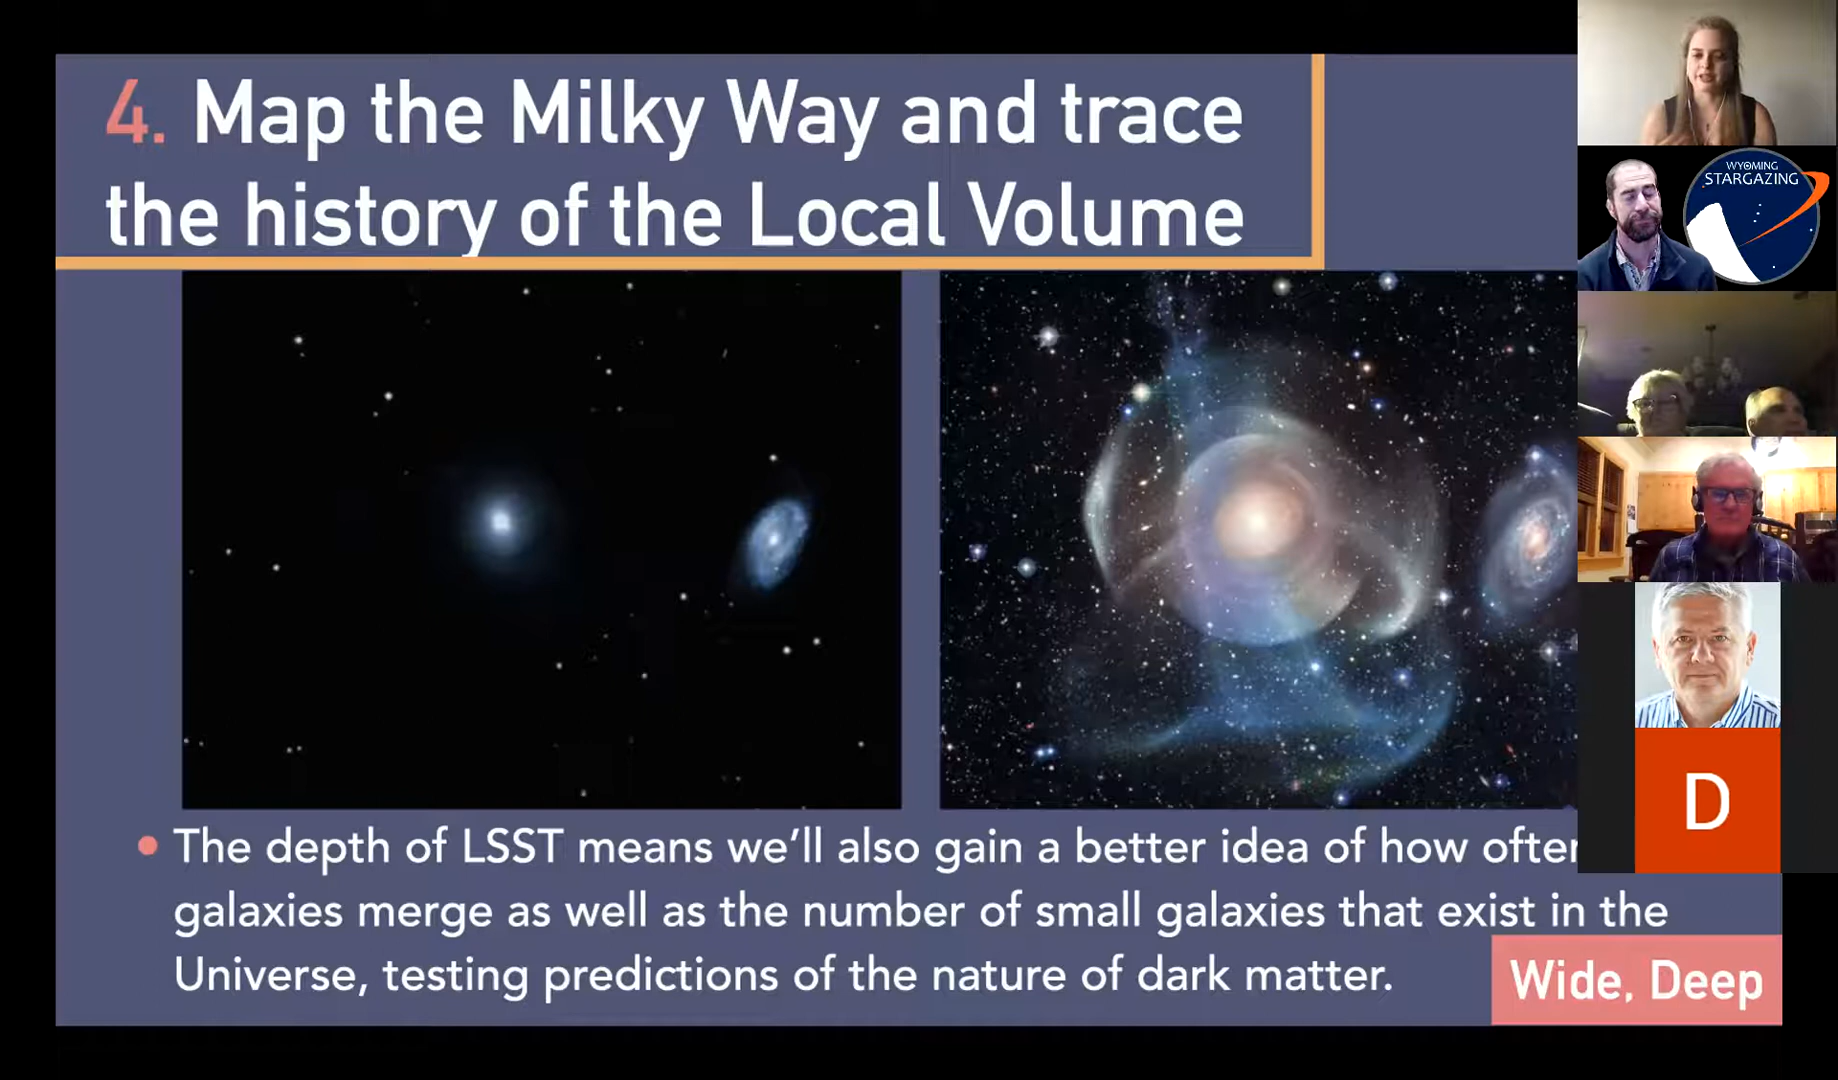 4. Map the Milky Way and trace
the history of the Local Volume
WYOMING
STARGAZING
D
The depth of LSST means we'll also gain a better idea of how often
galaxies merge as well as the number of small galaxies that exist in the
Universe, testing predictions of the nature of dark matter.
Wide, Deep